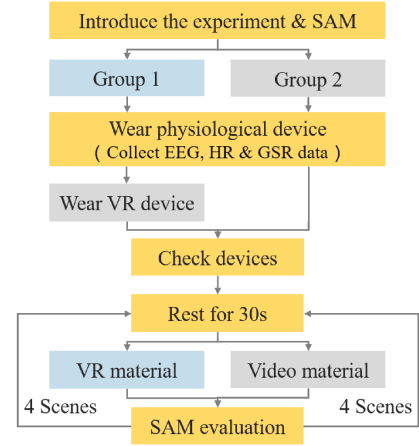 Introduce the experiment & SAM
Group 1
Group 2
Wear physiological device
( Collect EEG, HR & GSR data )
Wear VR device
Check devices
Rest for 30s
VR material
Video material
4 Scenes
4 Scenes
SAM evaluation